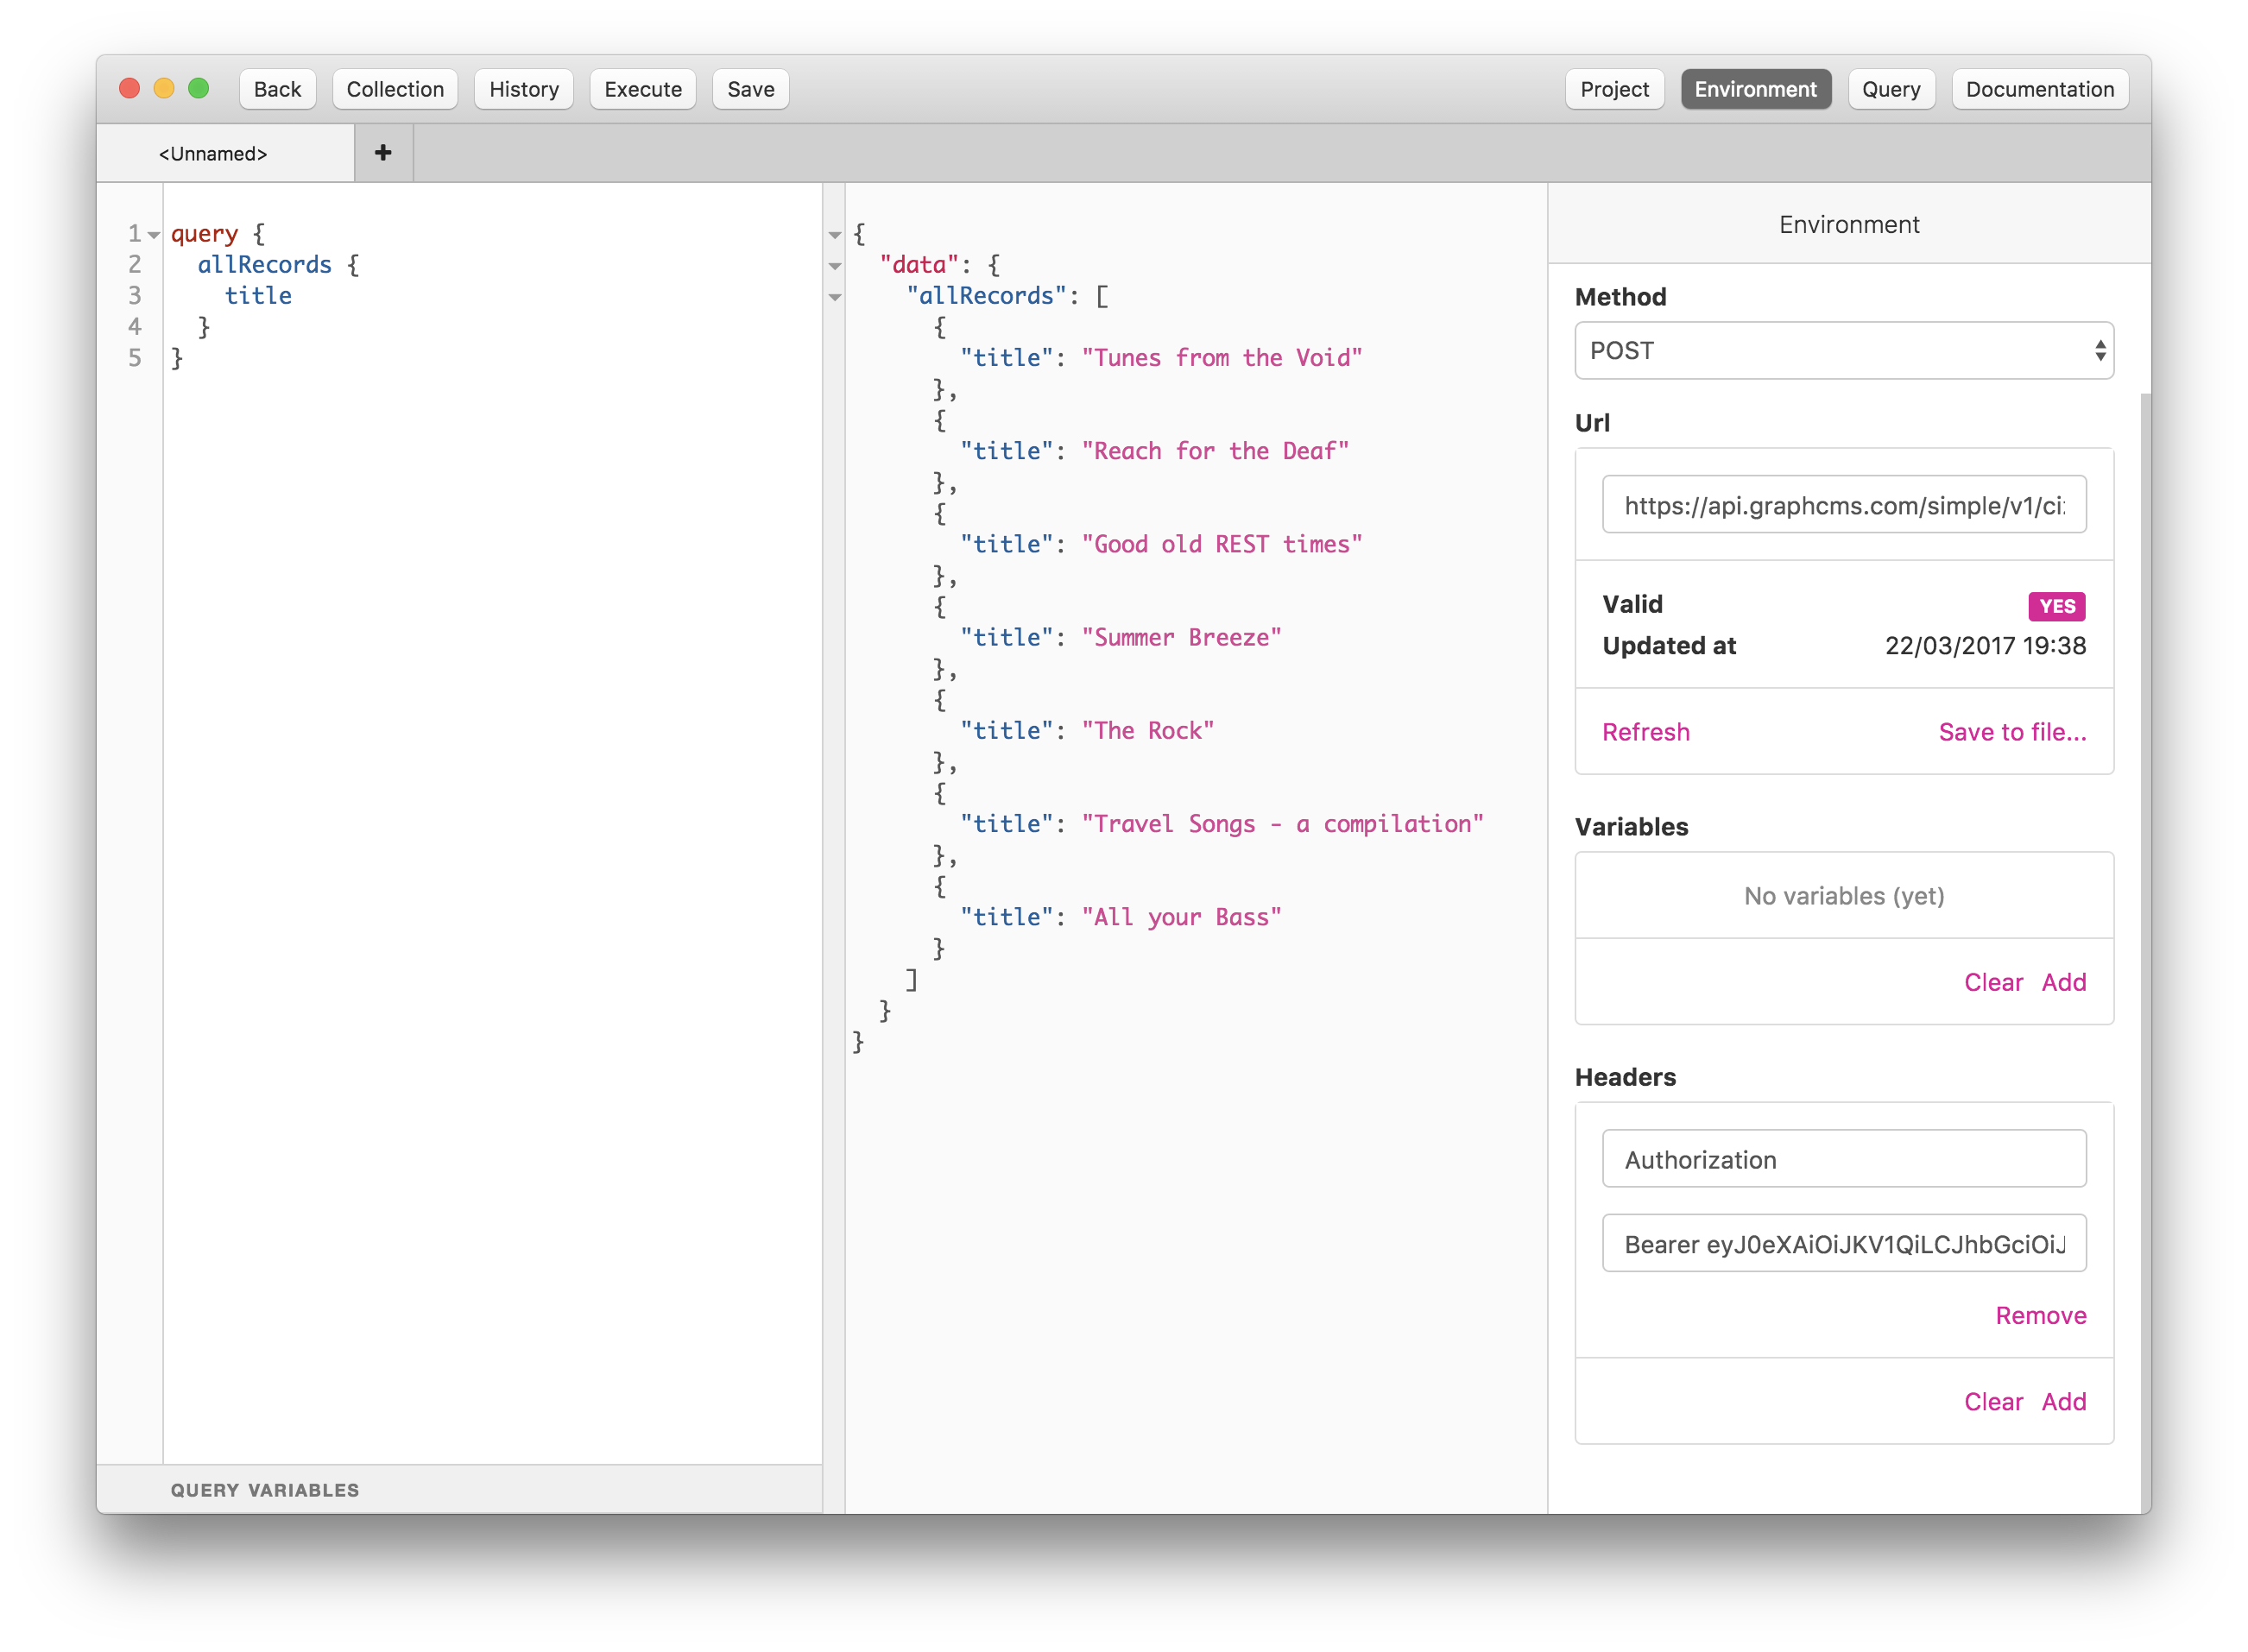 Back Collection History Execute Save Project Environment Query Documentation
<Unnamed> +
1 query {
2   allRecords {
3     title
4   }
5 }
QUERY VARIABLES
{
  "data": {
    "allRecords": [
      {
        "title": "Tunes from the Void"
      },
      {
        "title": "Reach for the Deaf"
      },
      {
        "title": "Good old REST times"
      },
      {
        "title": "Summer Breeze"
      },
      {
        "title": "The Rock"
      },
      {
        "title": "Travel Songs - a compilation"
      },
      {
        "title": "All your Bass"
      }
    ]
  }
}
Environment
Method
POST
Url
https://api.graphcms.com/simple/v1/ci
Valid YES
Updated at 22/03/2017 19:38
Refresh Save to file...
Variables
No variables (yet)
Clear Add
Headers
Authorization
Bearer eyJ0eXAiOiJKV1QiLCJhbGciOiJ
Remove
Clear Add